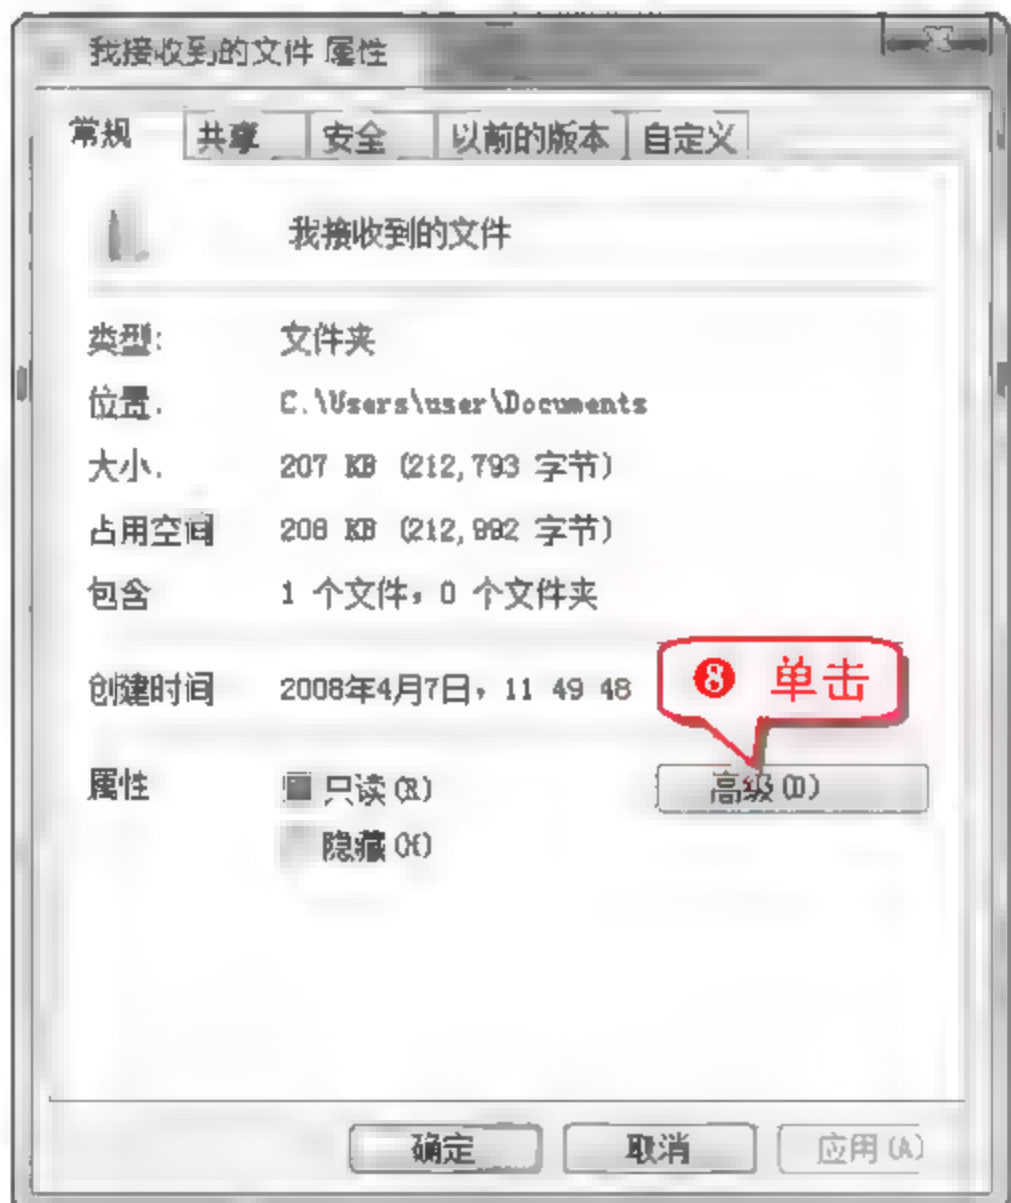 我接收到的文件 属性
常规 共享 安全 以前的版本 自定义
我接收到的文件
类型: 文件夹
位置. C.\Users\user\Documents
大小. 207 KB (212,793 字节)
占用空间 208 KB (212,992 字节)
包含 1 个文件，0 个文件夹
创建时间 2008年4月7日，11 49 48
❽ 单击
属性 只读(R) 高级(D)
隐藏(H)
确定 取消 应用(A)